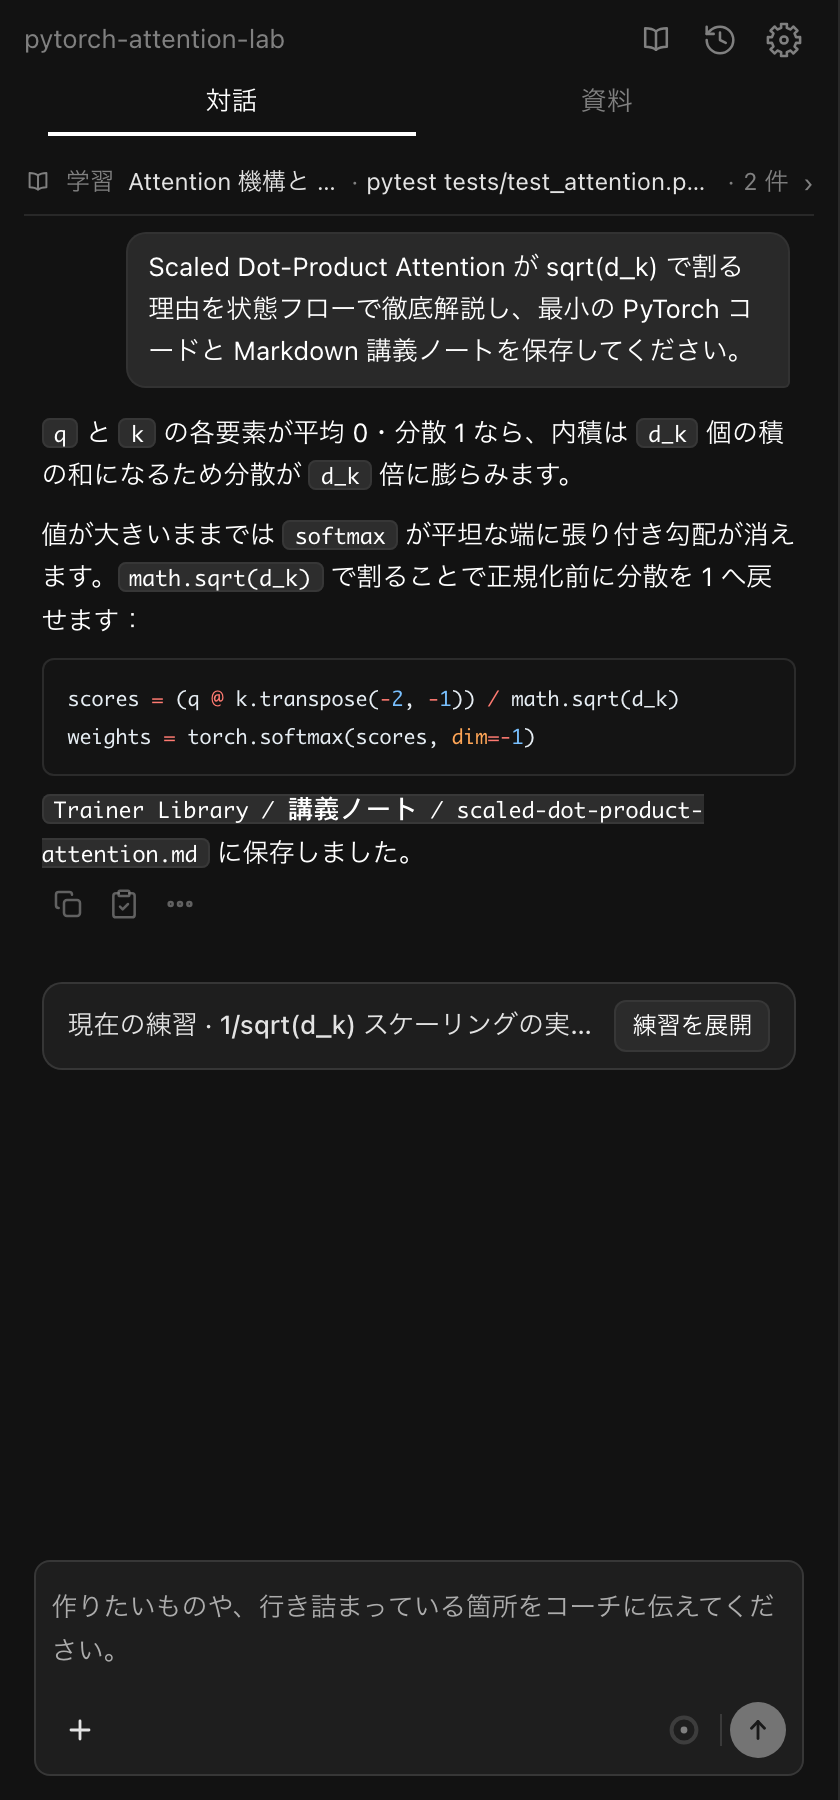 pytorch-attention-lab
対話
資料
学習 Attention 機構と ... · pytest tests/test_attention.p... · 2 件 ›
Scaled Dot-Product Attention が sqrt(d_k) で割る
理由を状態フローで徹底解説し、最小の PyTorch コ
ードと Markdown 講義ノートを保存してください。
q と k の各要素が平均 0・分散 1 なら、内積は d_k 個の積
の和になるため分散が d_k 倍に膨らみます。
値が大きいままでは softmax が平坦な端に張り付き勾配が消え
ます。math.sqrt(d_k) で割ることで正規化前に分散を 1 へ戻
せます：
scores = (q @ k.transpose(-2, -1)) / math.sqrt(d_k)
weights = torch.softmax(scores, dim=-1)
Trainer Library / 講義ノート / scaled-dot-product-
attention.md に保存しました。
現在の練習 · 1/sqrt(d_k) スケーリングの実... 練習を展開
作りたいものや、行き詰まっている箇所をコーチに伝えてくだ
さい。